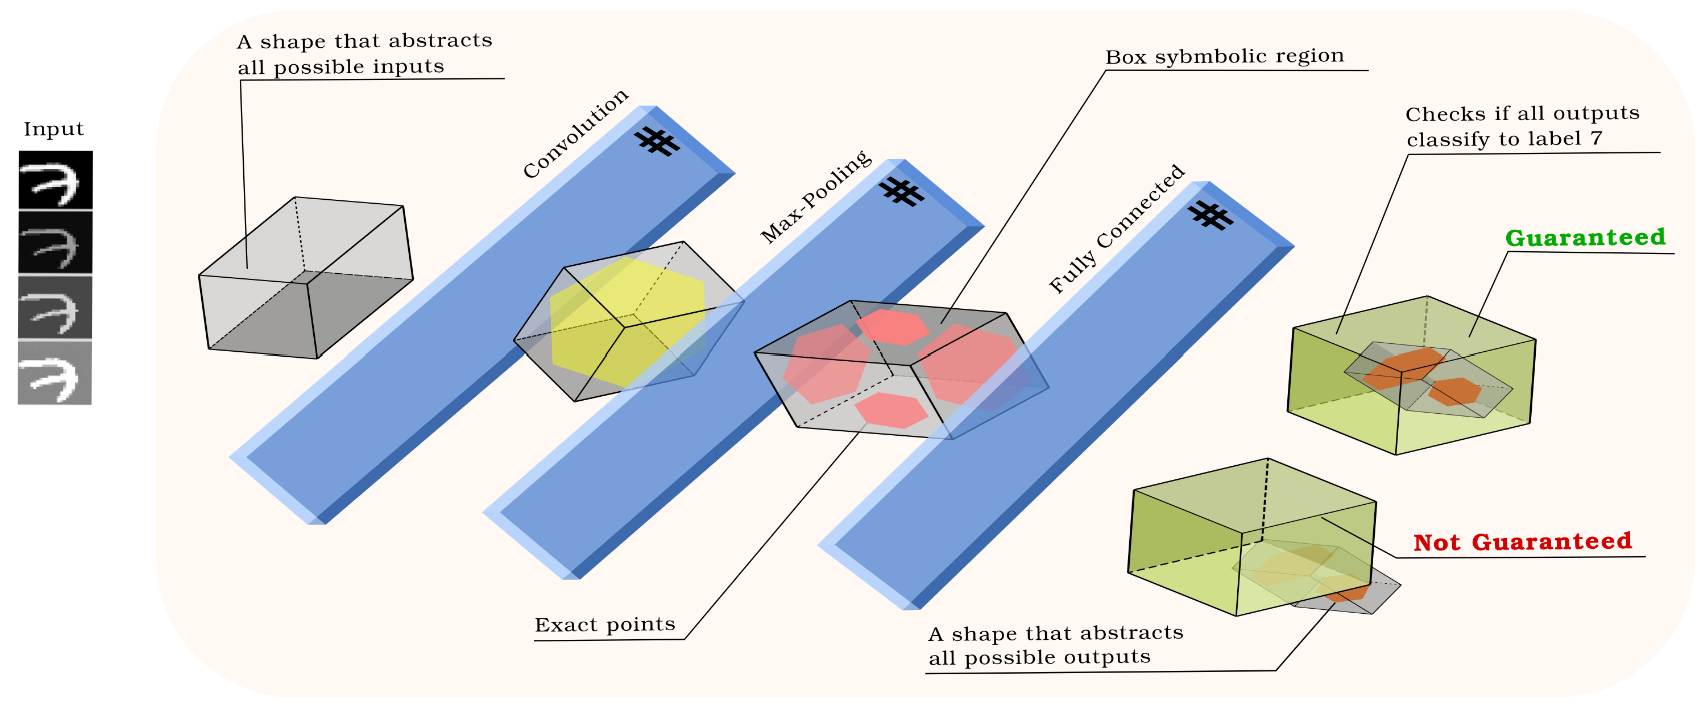 A shape that abstracts
all possible inputs
Input
Convolution
#
Max-Pooling
#
Box sybmbolic region
Fully Connected
#
Checks if all outputs
classify to label 7
Guaranteed
Not Guaranteed
Exact points
A shape that abstracts
all possible outputs